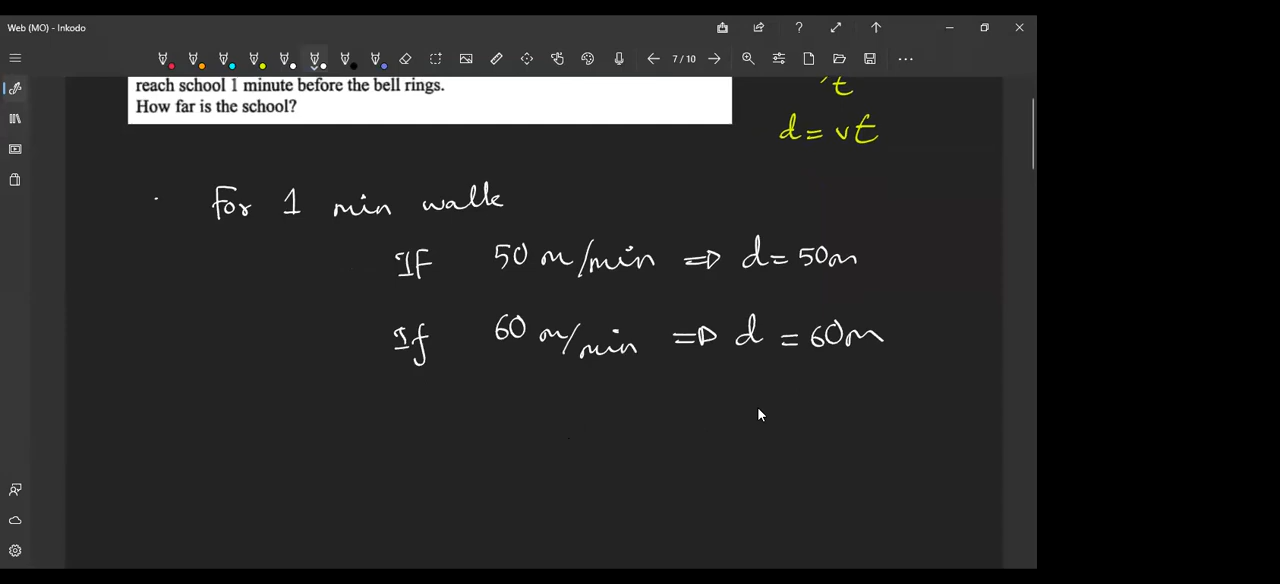 Web (MO) - Inkodo
7 / 10
reach school 1 minute before the bell rings.
How far is the school?
t
d = vt
For 1 min walk
If 50 m/min ⇒ d = 50m
If 60 m/min ⇒ d = 60m